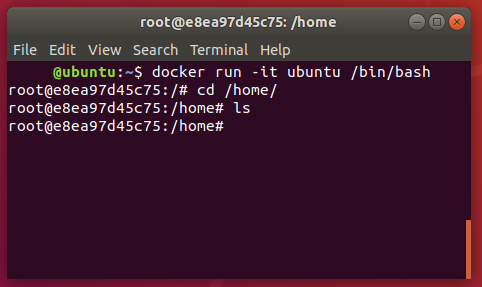 root@e8ea97d45c75: /home
File Edit View Search Terminal Help
@ubuntu:~$ docker run -it ubuntu /bin/bash
root@e8ea97d45c75:/# cd /home/
root@e8ea97d45c75:/home# ls
root@e8ea97d45c75:/home#